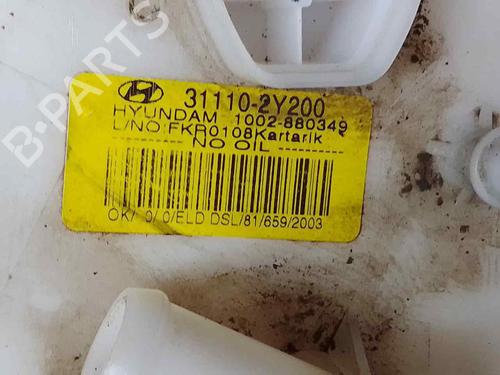 31110-2Y200
HYUNDAM 1002-880349
L/NO:FKR0108Kartarik
---------- NO OIL ----------
OK/ 0/ 0/ELD DSL/81/659/2003
B-PARTS